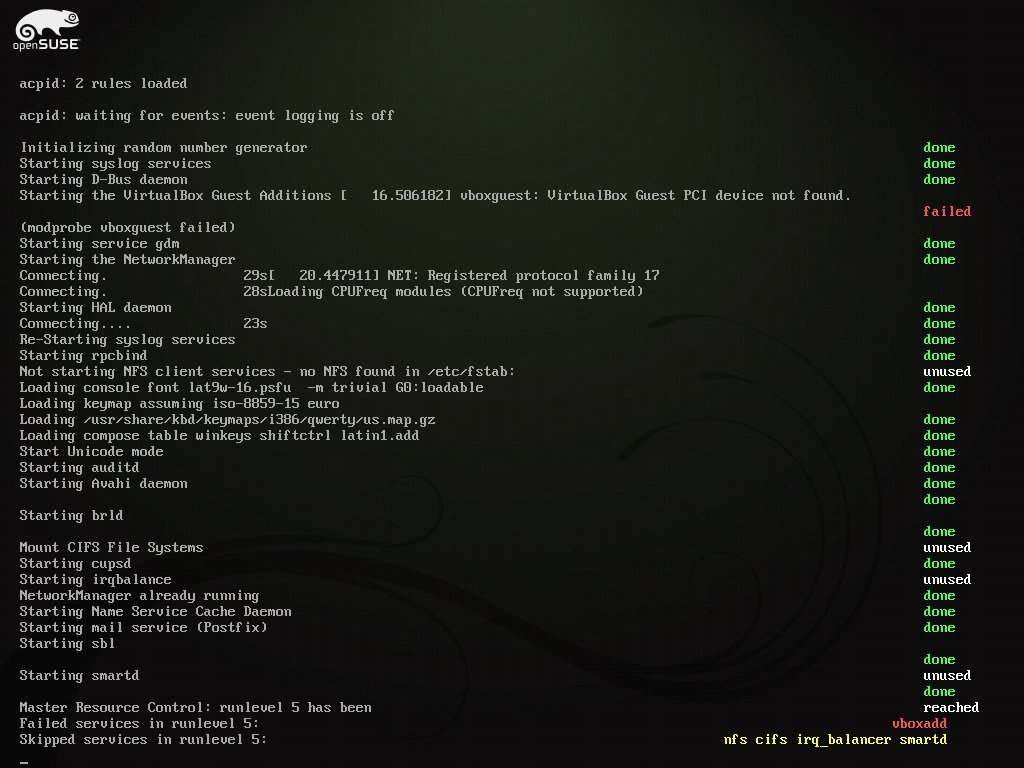 openSUSE
acpid: 2 rules loaded
acpid: waiting for events: event logging is off
Initializing random number generator done
Starting syslog services done
Starting D-Bus daemon done
Starting the VirtualBox Guest Additions [   16.506182] vboxguest: VirtualBox Guest PCI device not found.
failed
(modprobe vboxguest failed)
Starting service gdm done
Starting the NetworkManager done
Connecting. 29s[   20.447911] NET: Registered protocol family 17
Connecting. 28sLoading CPUFreq modules (CPUFreq not supported)
Starting HAL daemon done
Connecting.... 23s done
Re-Starting syslog services done
Starting rpcbind done
Not starting NFS client services - no NFS found in /etc/fstab: unused
Loading console font lat9w-16.psfu  -m trivial G0:loadable done
Loading keymap assuming iso-8859-15 euro
Loading /usr/share/kbd/keymaps/i386/qwerty/us.map.gz done
Loading compose table winkeys shiftctrl latin1.add done
Start Unicode mode done
Starting auditd done
Starting Avahi daemon done
done
Starting brld
done
Mount CIFS File Systems unused
Starting cupsd done
Starting irqbalance unused
NetworkManager already running done
Starting Name Service Cache Daemon done
Starting mail service (Postfix) done
Starting sbl
done
Starting smartd unused
done
Master Resource Control: runlevel 5 has been reached
Failed services in runlevel 5: vboxadd
Skipped services in runlevel 5: nfs cifs irq_balancer smartd
_